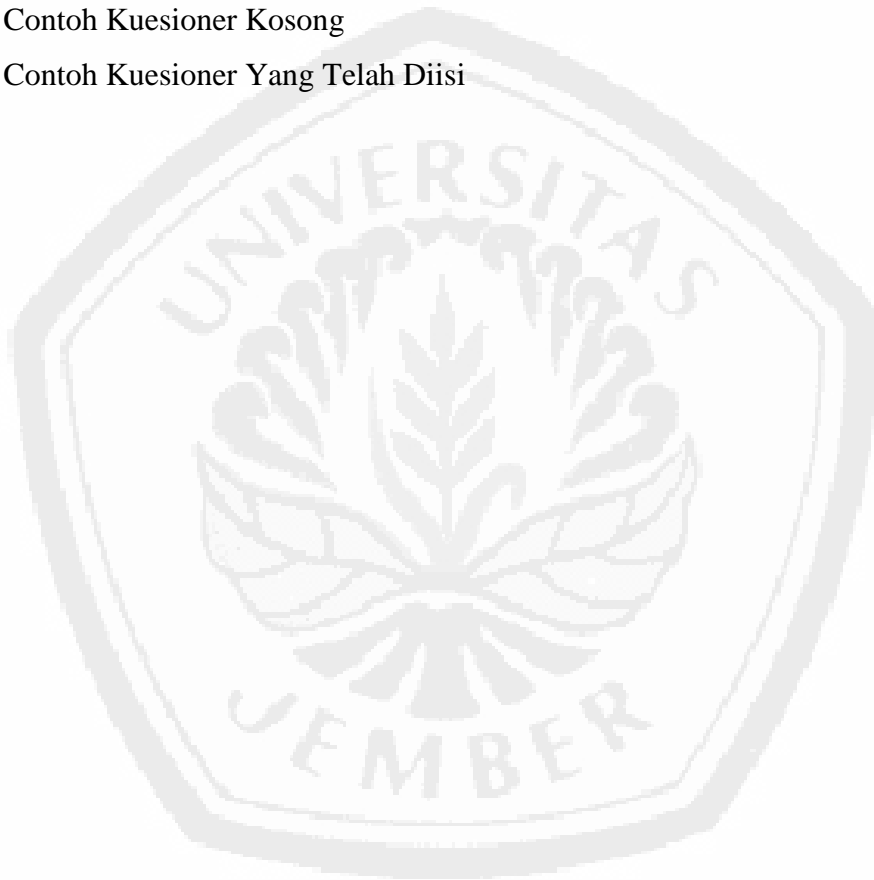 Contoh Kuesioner Kosong
Contoh Kuesioner Yang Telah Diisi
UNIVERSITAS
JEMBER